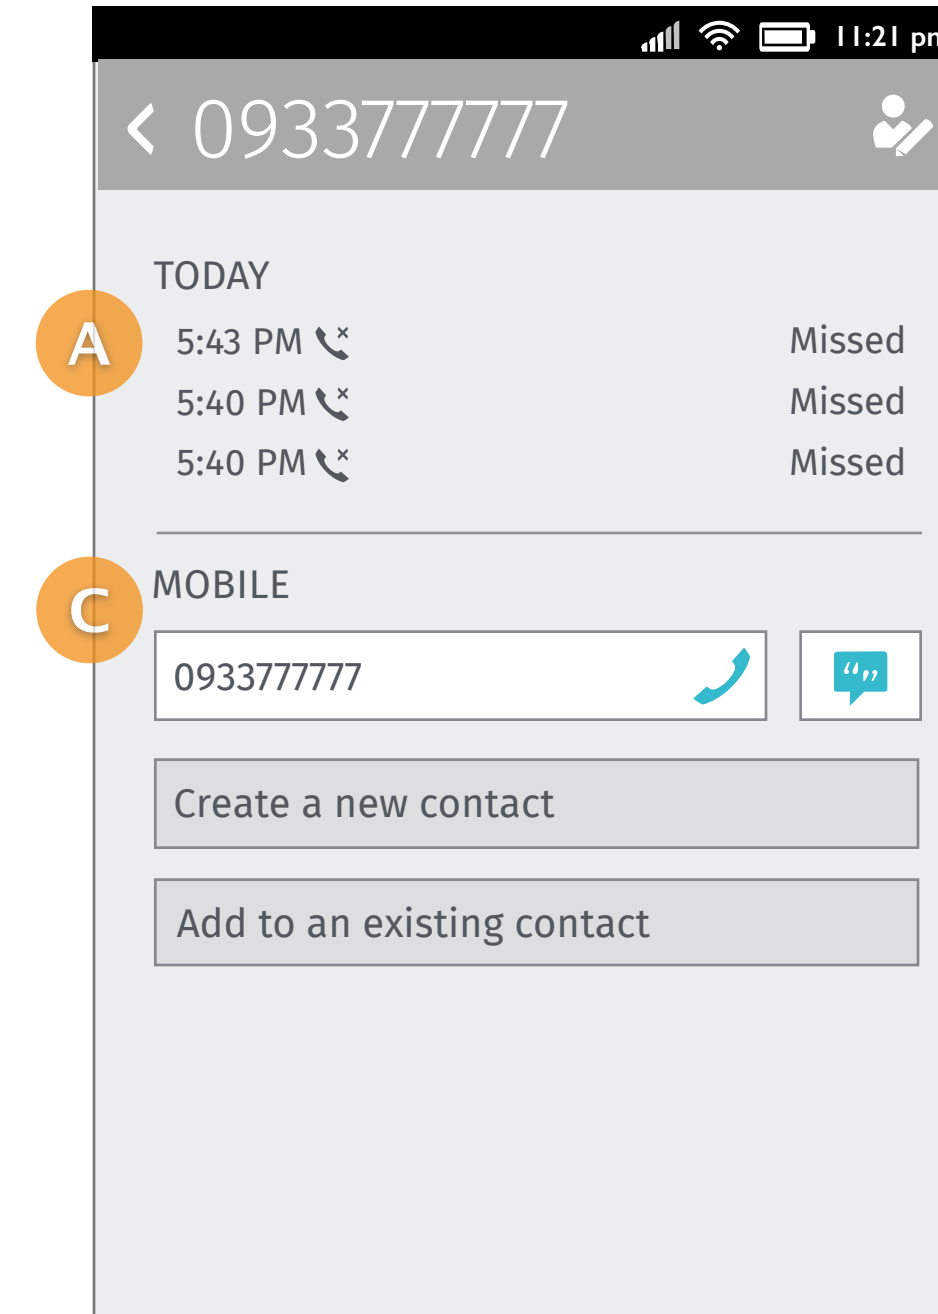 11:21 pm
0933777777
TODAY
A
5:43 PM Missed
5:40 PM Missed
5:40 PM Missed
C
MOBILE
0933777777
Create a new contact
Add to an existing contact